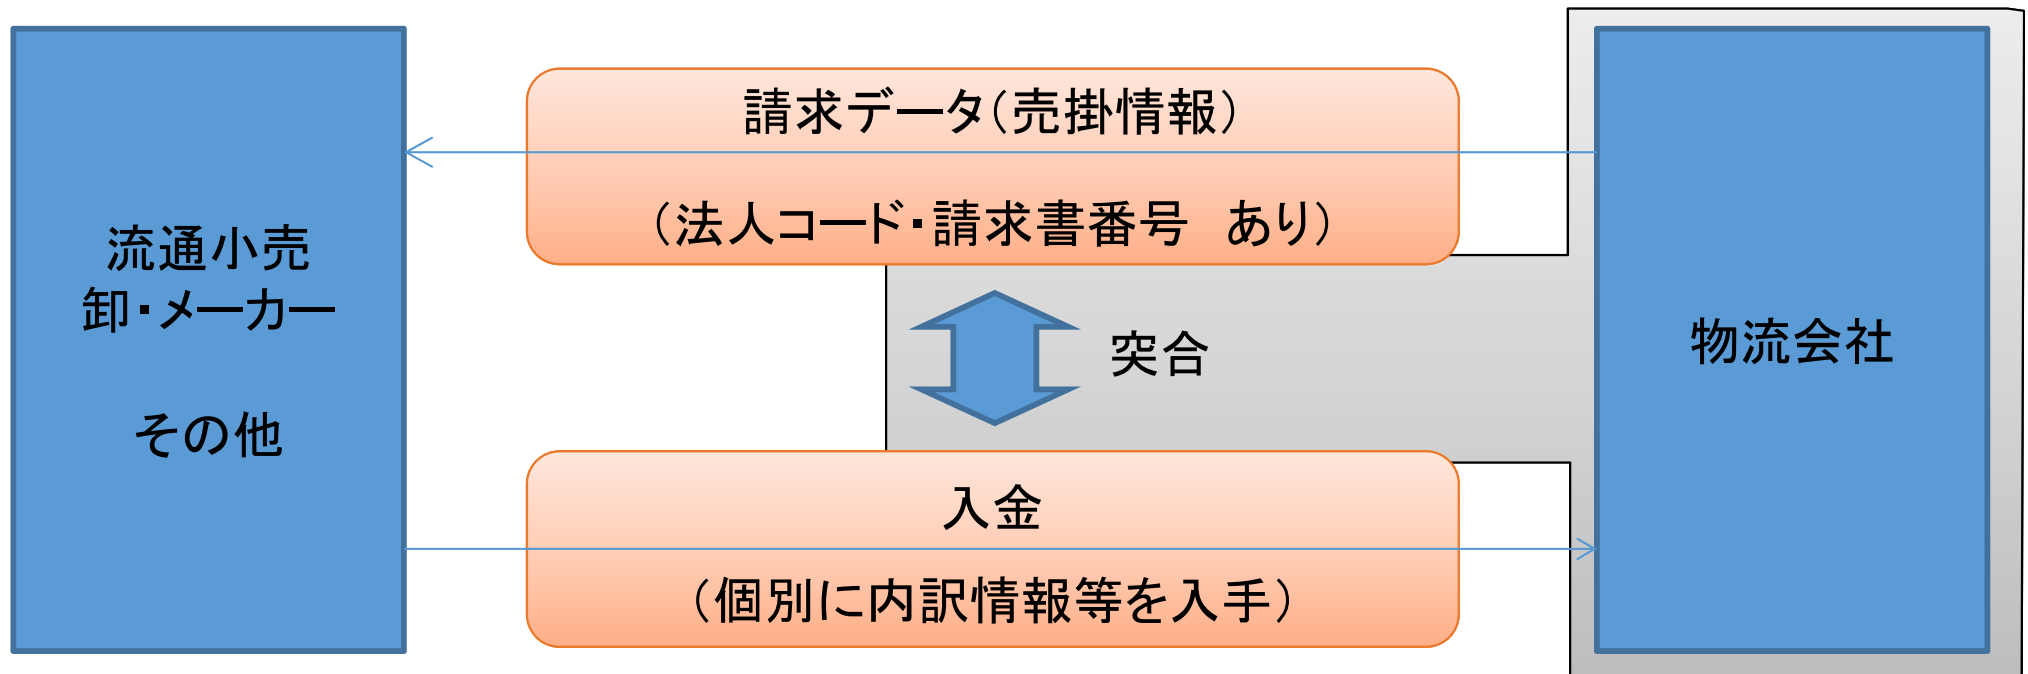 流通小売
卸・メーカー
その他
請求データ（売掛情報）
（法人コード・請求書番号　あり）
突合
入金
（個別に内訳情報等を入手）
物流会社